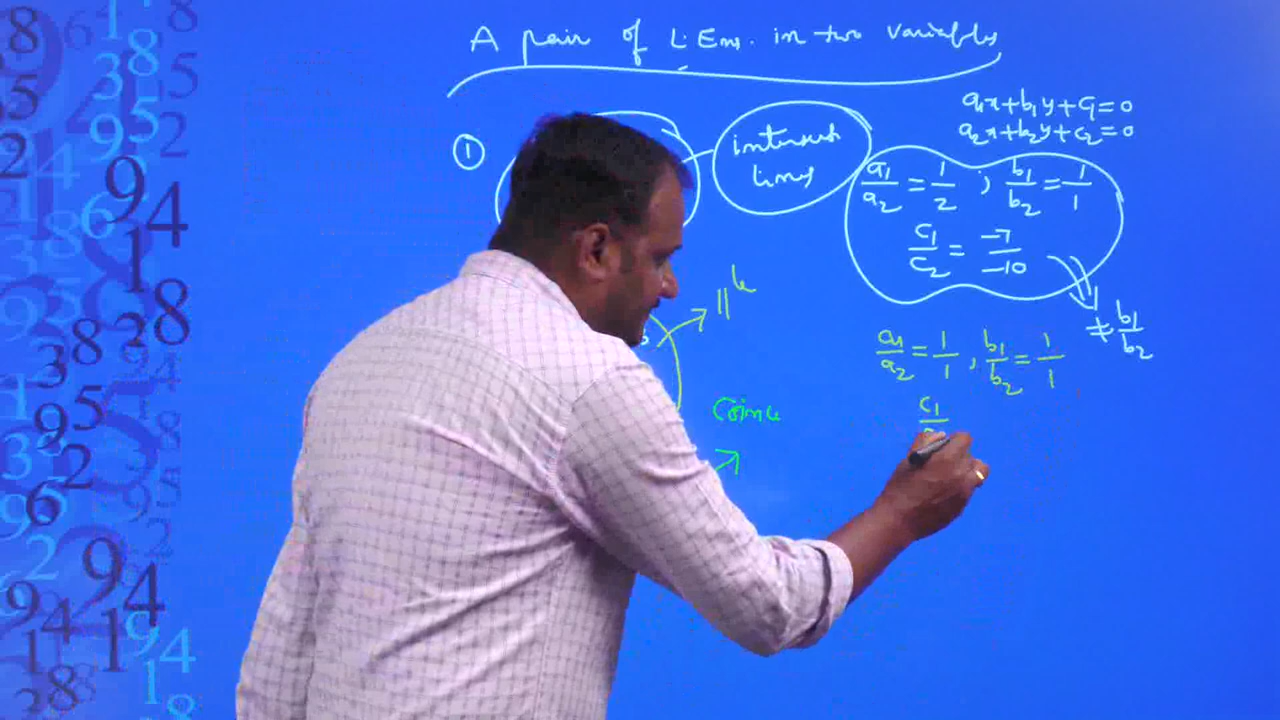 A pair of L.Eqns. in two variables
a₁x+b₁y+c₁=0
a₂x+b₂y+c₂=0
①
intersect
lines
a₁/a₂ = 1/2 ; b₁/b₂ = 1/1
c₁/c₂ = -7/-10
≠ b₁/b₂
||le
a₁/a₂ = 1/1 , b₁/b₂ = 1/1
c₁